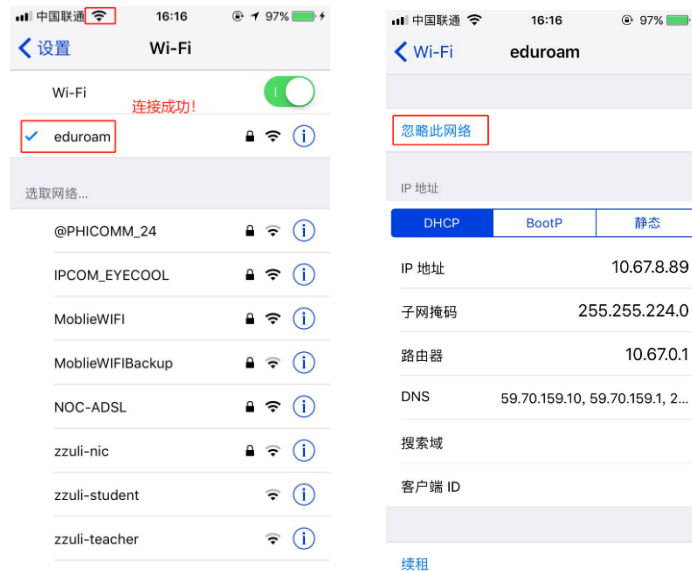 中国联通 16:16 97%
设置 Wi-Fi
Wi-Fi
连接成功！
eduroam
选取网络...
@PHICOMM_24
IPCOM_EYECOOL
MoblieWIFI
MoblieWIFIBackup
NOC-ADSL
zzuli-nic
zzuli-student
zzuli-teacher
中国联通 16:16 97%
Wi-Fi eduroam
忽略此网络
IP 地址
DHCP BootP 静态
IP 地址 10.67.8.89
子网掩码 255.255.224.0
路由器 10.67.0.1
DNS 59.70.159.10, 59.70.159.1, 2...
搜索域
客户端 ID
续租